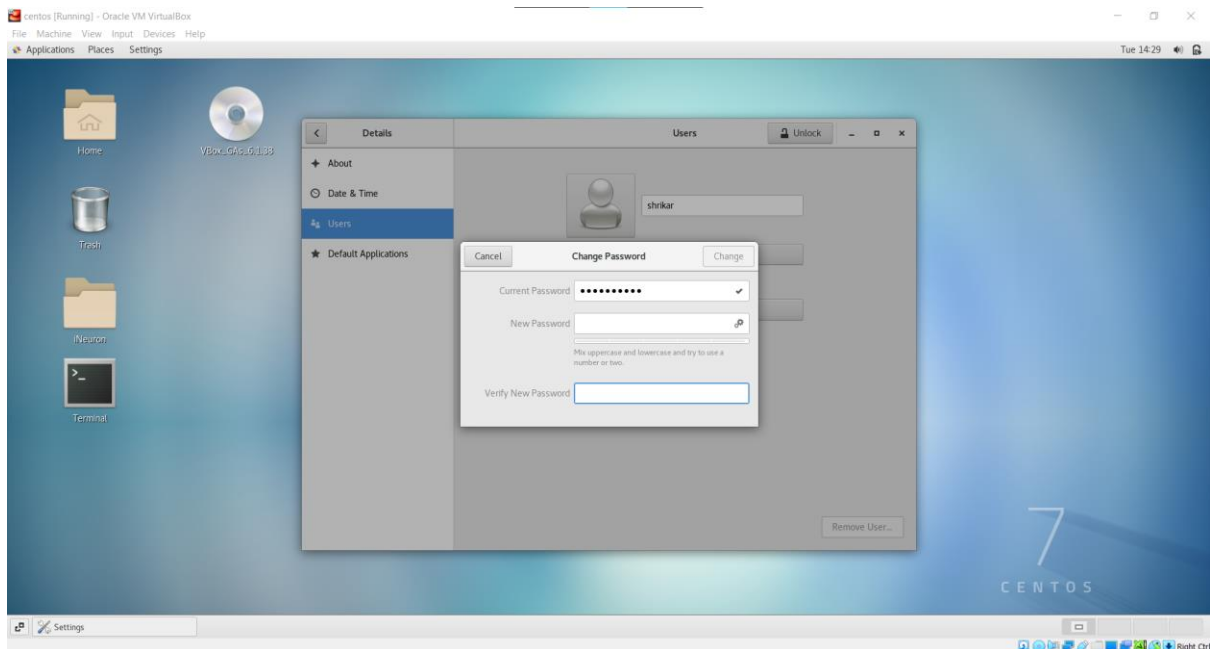 centos [Running] - Oracle VM VirtualBox
File Machine View Input Devices Help
Applications Places Settings
Tue 14:29
Home
VBox_GAs_6.1.38
Trash
iNeuron
Terminal
Details
Users
Unlock
About
Date & Time
Users
Default Applications
shrikar
Cancel
Change Password
Change
Current Password
New Password
Mix uppercase and lowercase and try to use a
number or two.
Verify New Password
Remove User...
7
CENTOS
Settings
Right Ctrl